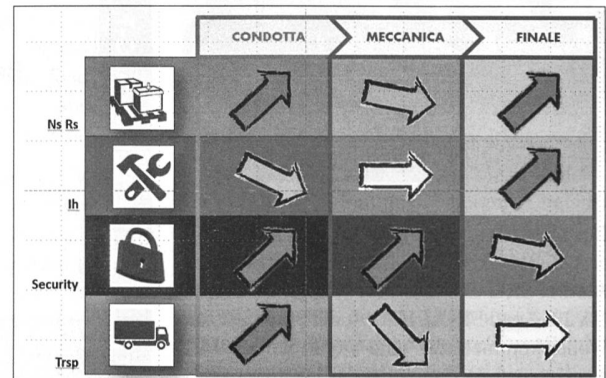 CONDOTTA MECCANICA FINALE
Ns Rs
Ih
Security
Trsp